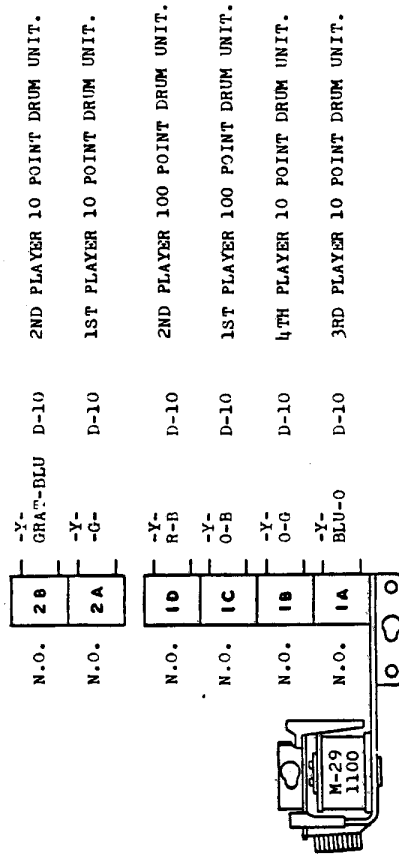 -Y-
N.O. 2B GRAT-BLU D-10 2ND PLAYER 10 POINT DRUM UNIT.
-Y-
N.O. 2A -G- D-10 1ST PLAYER 10 POINT DRUM UNIT.
-Y-
N.O. 1D R-B D-10 2ND PLAYER 100 POINT DRUM UNIT.
-Y-
N.O. 1C O-B D-10 1ST PLAYER 100 POINT DRUM UNIT.
-Y-
N.O. 1B O-G D-10 4TH PLAYER 10 POINT DRUM UNIT.
-Y-
N.O. 1A BLU-O D-10 3RD PLAYER 10 POINT DRUM UNIT.
M-29
1100